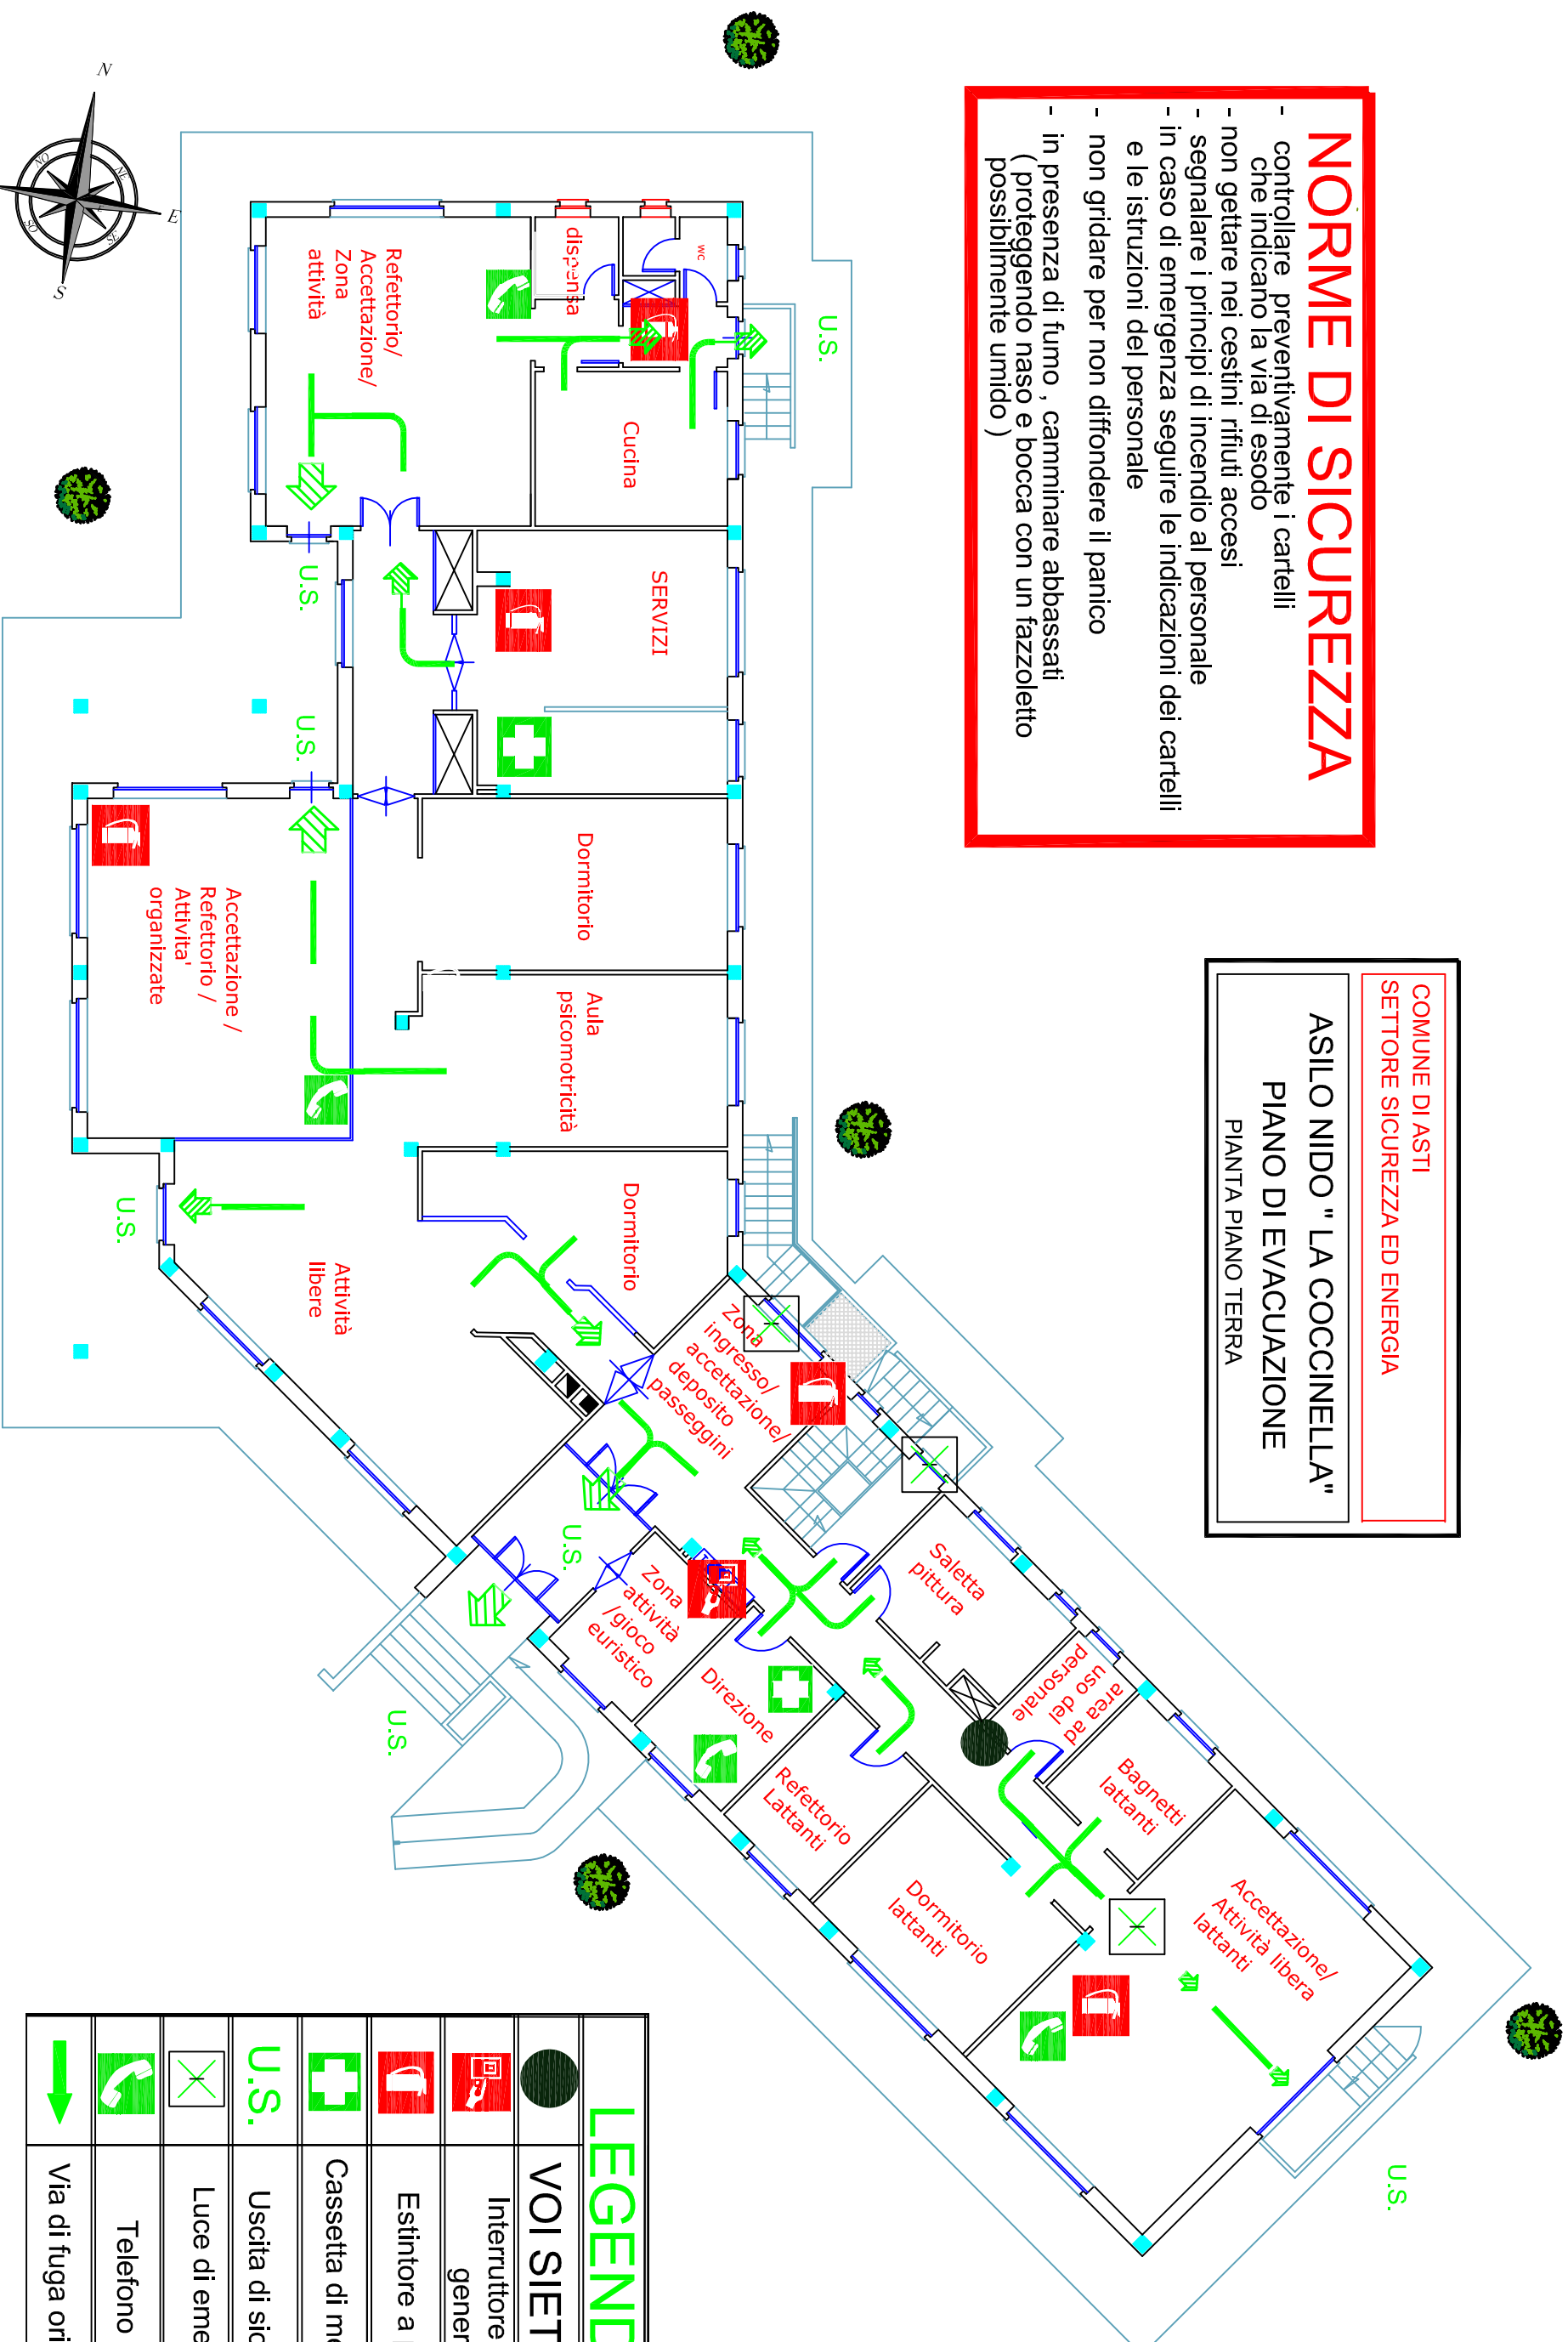 NORME DI SICUREZZA
- controllare preventivamente i cartelli
che indicano la via di esodo
- non gettare nei cestini rifiuti accesi
- segnalare i principi di incendio al personale
- in caso di emergenza seguire le indicazioni dei cartelli
e le istruzioni del personale
- non gridare per non diffondere il panico
- in presenza di fumo , camminare abbassati
( proteggendo naso e bocca con un fazzoletto
possibilmente umido )
COMUNE DI ASTI
SETTORE SICUREZZA ED ENERGIA
ASILO NIDO " LA COCCINELLA"
PIANO DI EVACUAZIONE
PIANTA PIANO TERRA
N
NE
E
SE
S
SO
NO
U.S.
wc
dispensa
Refettorio/
Accettazione/
Zona
attività
Cucina
SERVIZI
U.S.
U.S.
Dormitorio
Accettazione /
Refettorio /
Attivita'
organizzate
Aula
psicomotricità
Dormitorio
U.S.
Attività
libere
Zona
ingresso/
accettazione/
deposito
passeggini
U.S.
Saletta
pittura
Zona
attività
/gioco
euristico
area ad
uso del
personale
Direzione
U.S.
Bagnetti
lattanti
Refettorio
Lattanti
Dormitorio
lattanti
Accettazione/
Attività libera
lattanti
U.S.
LEGEND
VOI SIET
Interruttore
gener
Estintore a
Cassetta di me
U.S.
Uscita di sic
Luce di eme
Telefono
Via di fuga ori